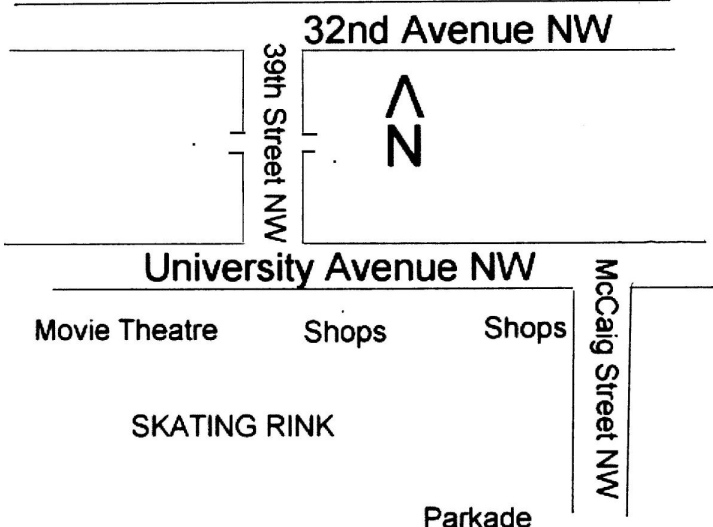 32nd Avenue NW
39th Street NW
N
University Avenue NW
McCaig Street NW
Movie Theatre
Shops
Shops
SKATING RINK
Parkade